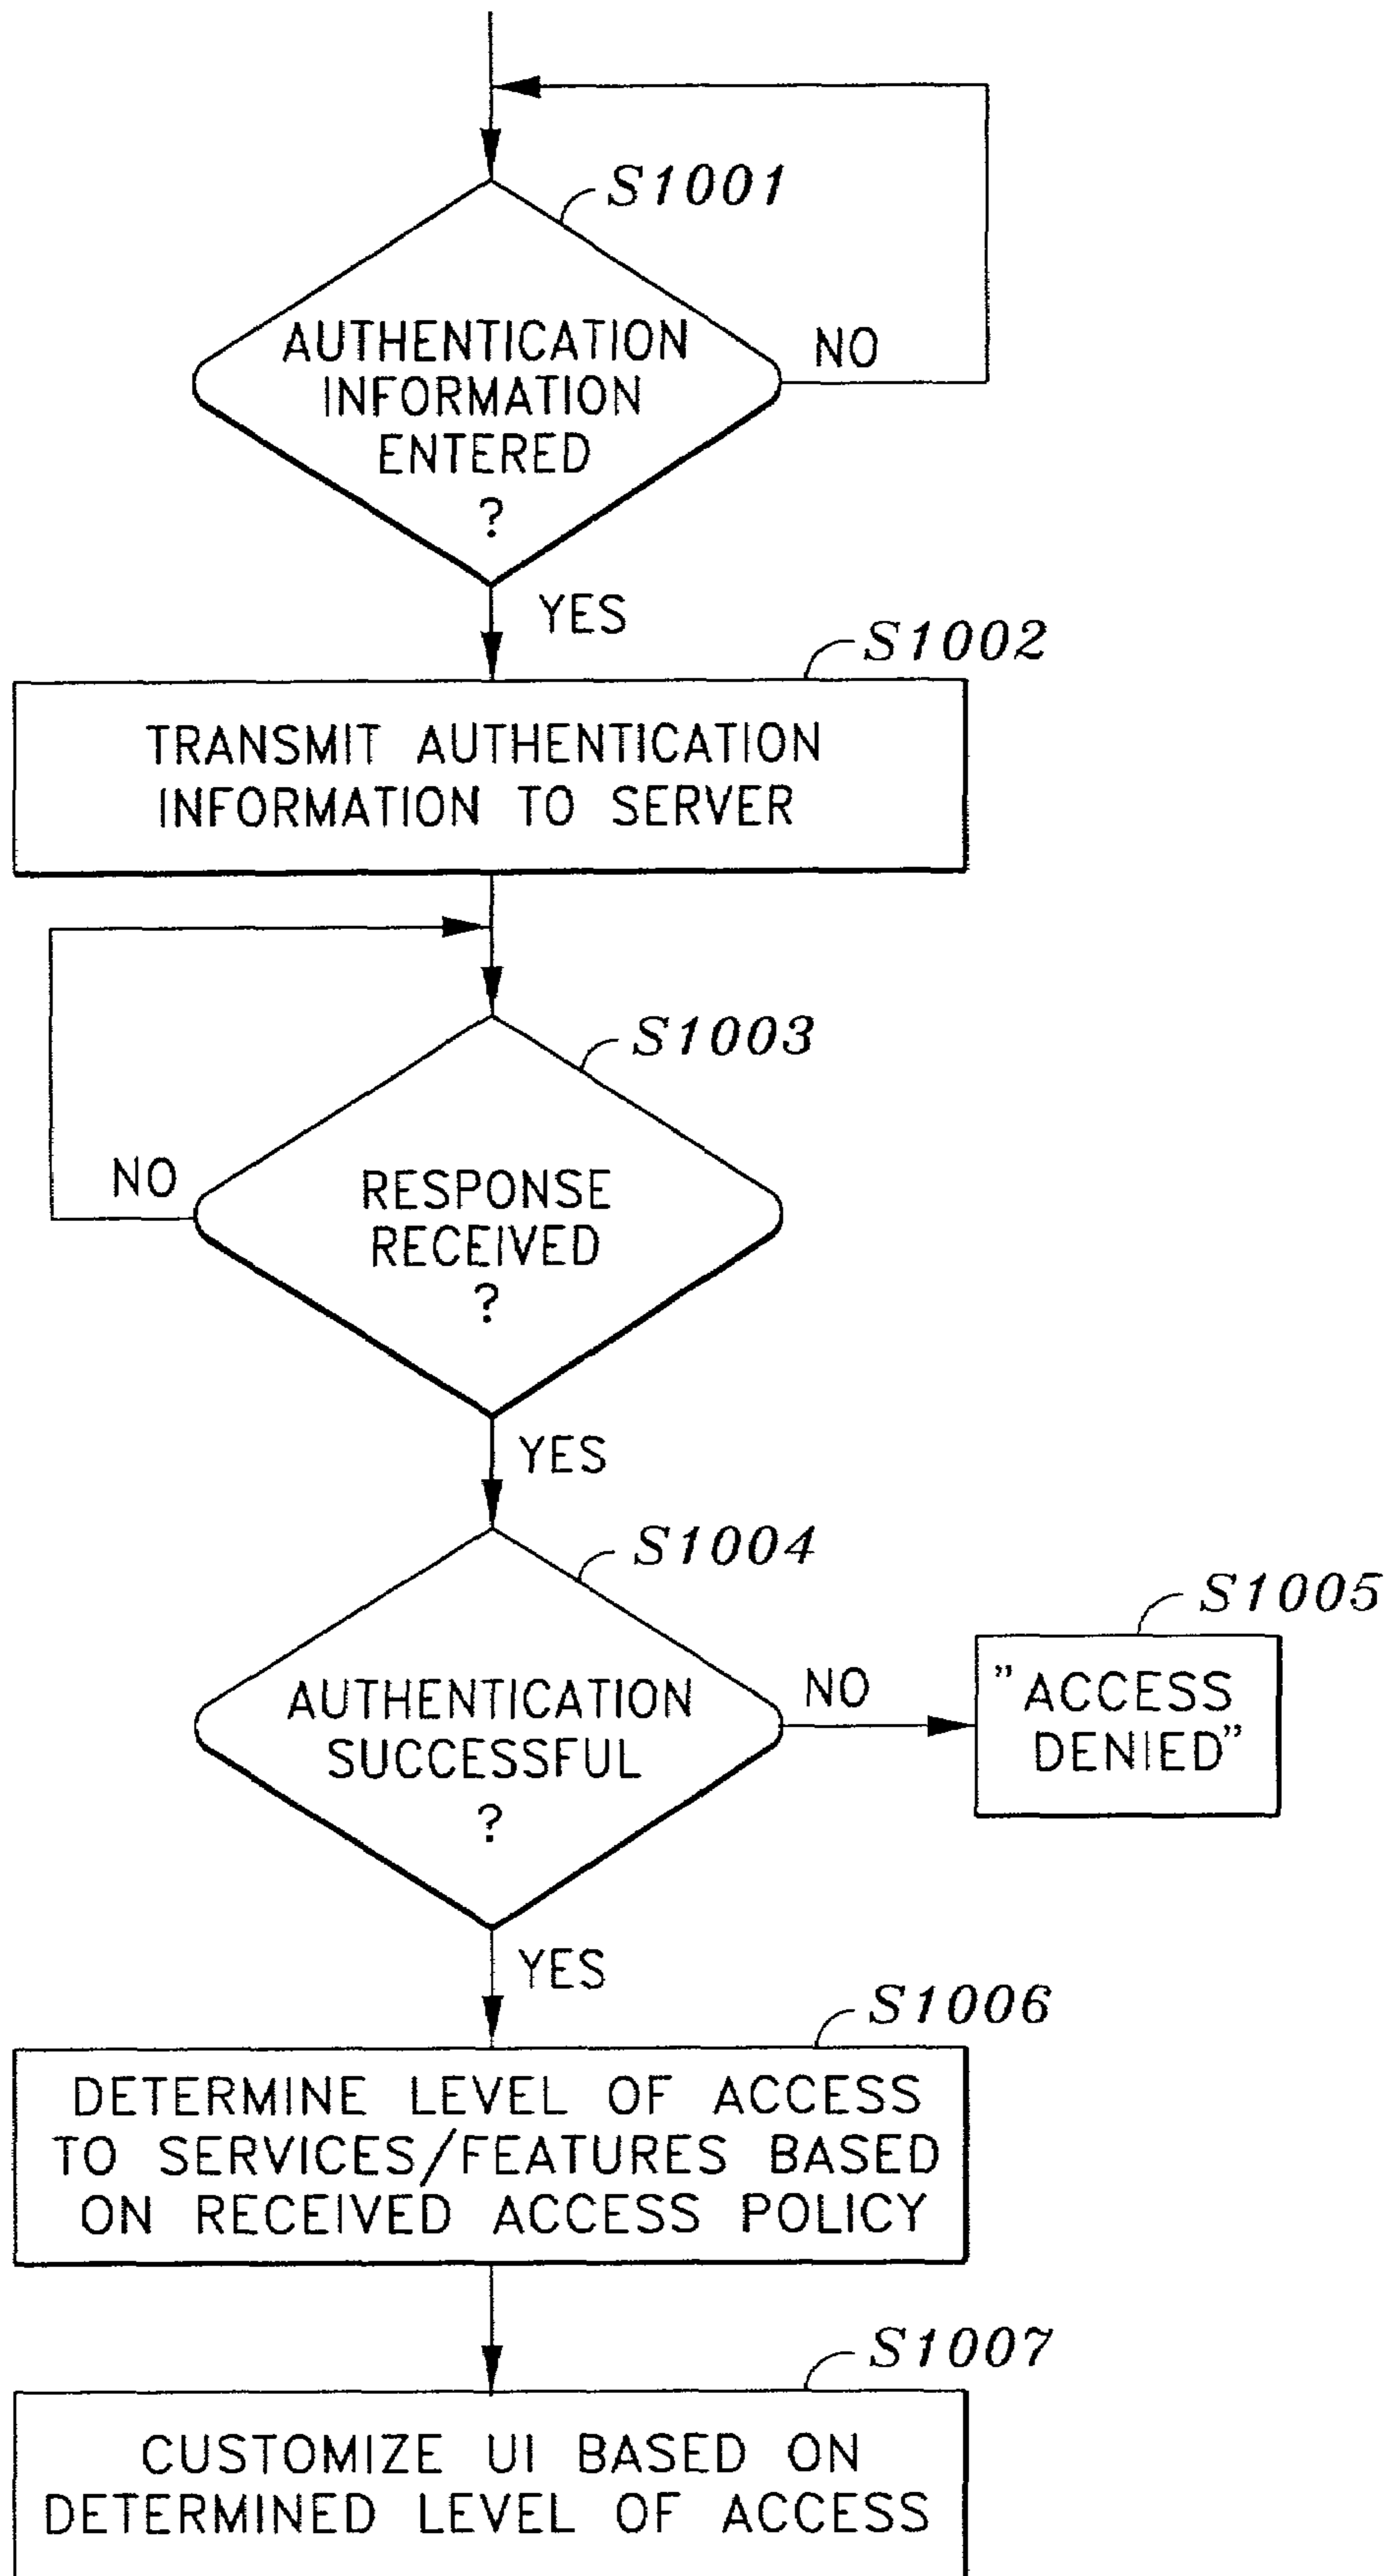 S1001
AUTHENTICATION
INFORMATION
ENTERED
?
NO
YES
S1002
TRANSMIT AUTHENTICATION
INFORMATION TO SERVER
S1003
NO
RESPONSE
RECEIVED
?
YES
S1004
AUTHENTICATION
SUCCESSFUL
?
NO
S1005
"ACCESS
DENIED"
YES
S1006
DETERMINE LEVEL OF ACCESS
TO SERVICES/FEATURES BASED
ON RECEIVED ACCESS POLICY
S1007
CUSTOMIZE UI BASED ON
DETERMINED LEVEL OF ACCESS